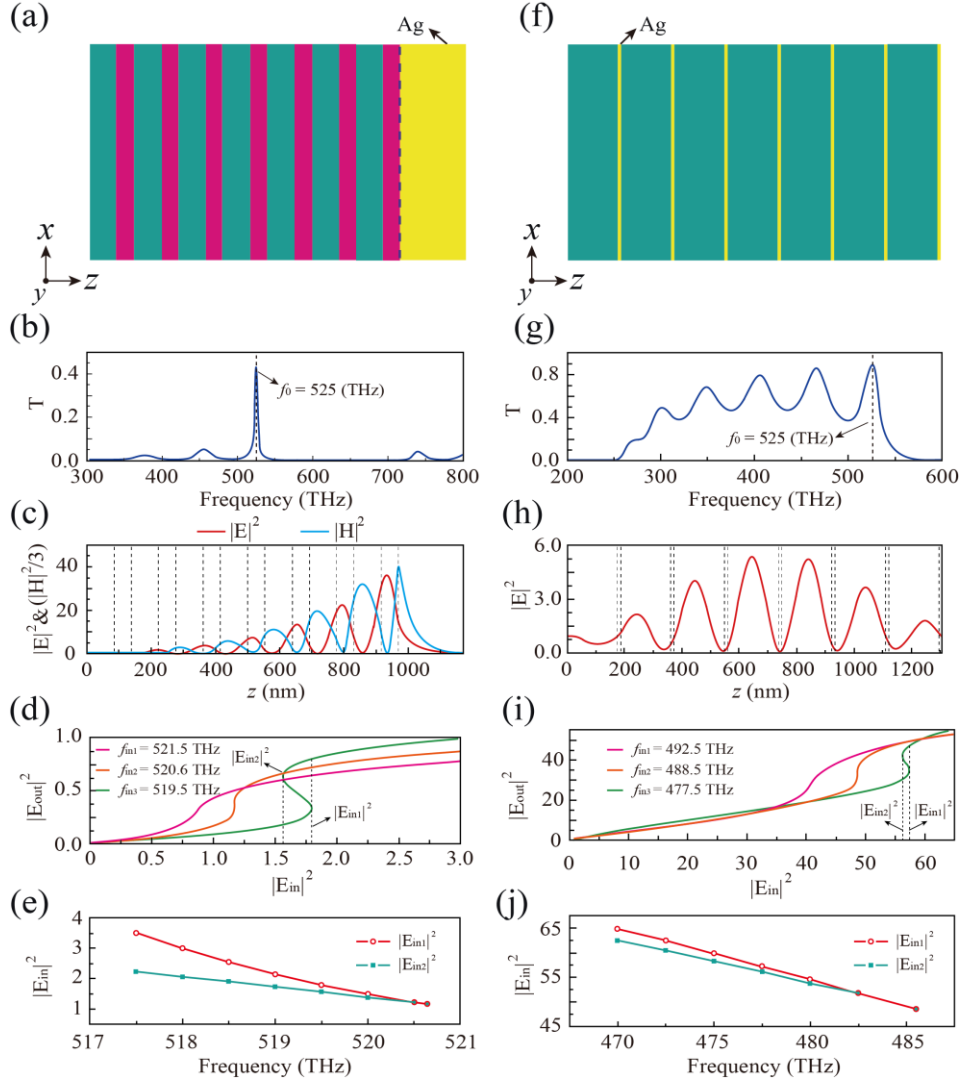 (a)
Ag
x
y
z
(b)
T
0.4
0.2
0.0
f0 = 525 (THz)
300 400 500 600 700 800
Frequency (THz)
(c)
|E|² |H|²
|E|²&(|H|²/3)
40
20
0
0 200 400 600 800 1000
z (nm)
(d)
|Eout|²
1.0
0.5
0.0
fin1 = 521.5 THz
fin2 = 520.6 THz
fin3 = 519.5 THz
|Ein2|²
|Ein1|²
0 0.5 1.0 1.5 2.0 2.5 3.0
|Ein|²
(e)
|Ein|²
4
3
2
1
|Ein1|²
|Ein2|²
517 518 519 520 521
Frequency (THz)
(f)
Ag
x
y
z
(g)
T
0.8
0.4
0.0
f0 = 525 (THz)
200 300 400 500 600
Frequency (THz)
(h)
|E|²
6.0
3.0
0.0
0 200 400 600 800 1000 1200
z (nm)
(i)
|Eout|²
40
20
0
fin1 = 492.5 THz
fin2 = 488.5 THz
fin3 = 477.5 THz
|Ein2|²
|Ein1|²
0 10 20 30 40 50 60
|Ein|²
(j)
|Ein|²
65
55
45
|Ein1|²
|Ein2|²
470 475 480 485
Frequency (THz)